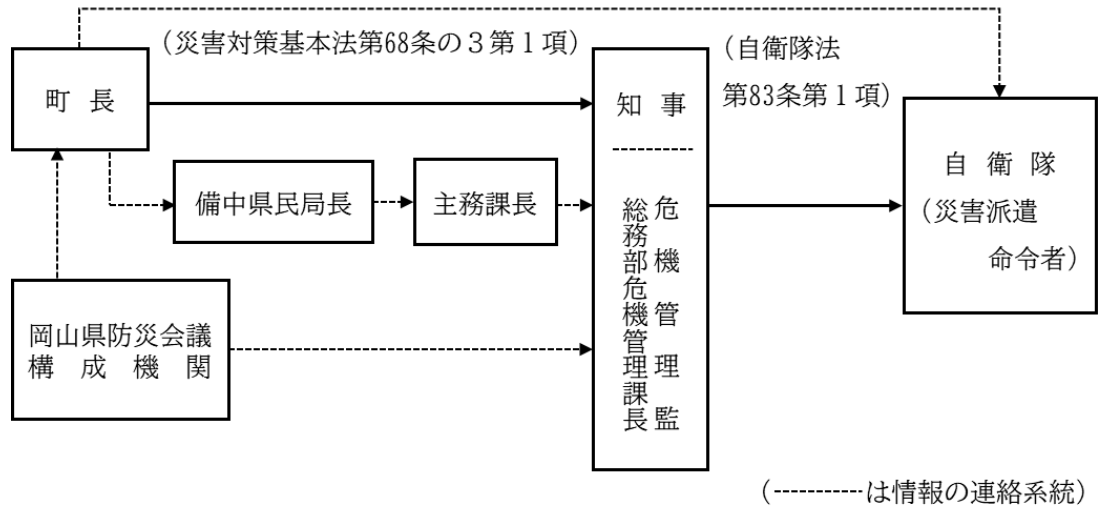 （災害対策基本法第68条の３第１項）
（自衛隊法
第83条第１項）
町 長
知 事
自 衛 隊
（災害派遣
命令者）
備中県民局長
主務課長
危機管理監
総務部危機管理課長
岡山県防災会議
構 成 機 関
（---------は情報の連絡系統）